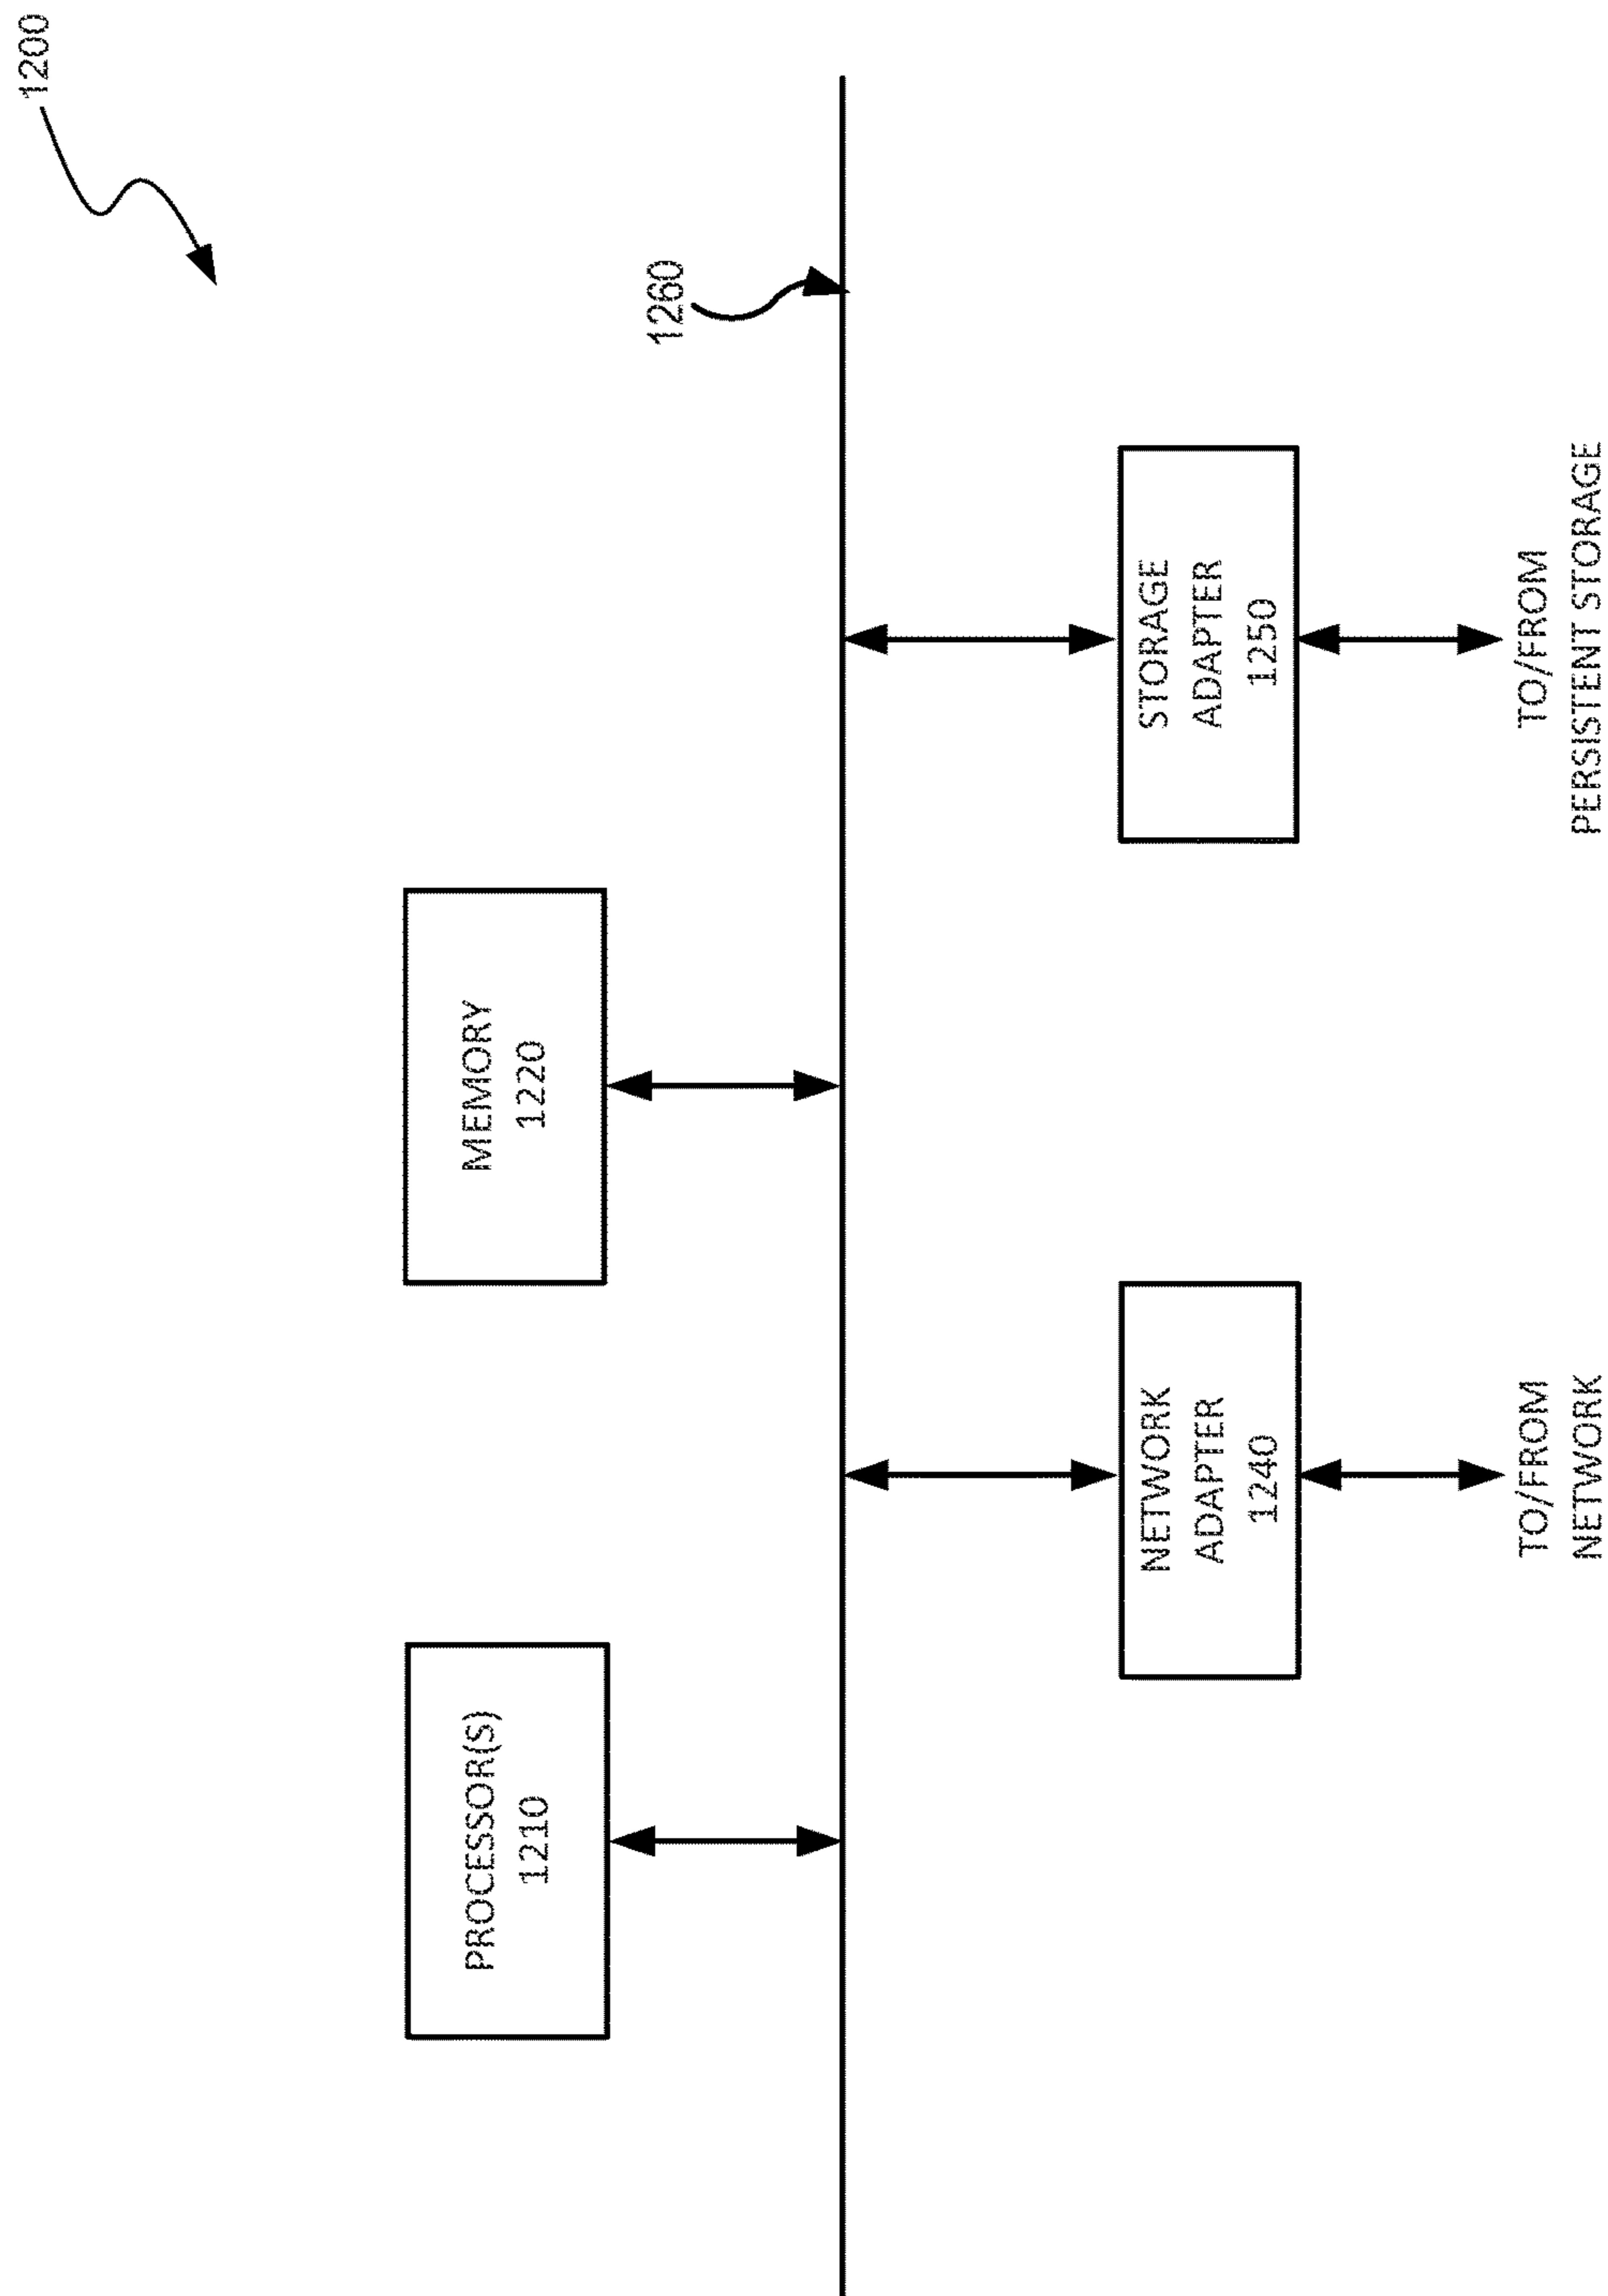 1200
PROCESSOR(S)
1210
MEMORY
1220
1260
NETWORK
ADAPTER
1240
STORAGE
ADAPTER
1250
TO/FROM
NETWORK
TO/FROM
PERSISTENT STORAGE